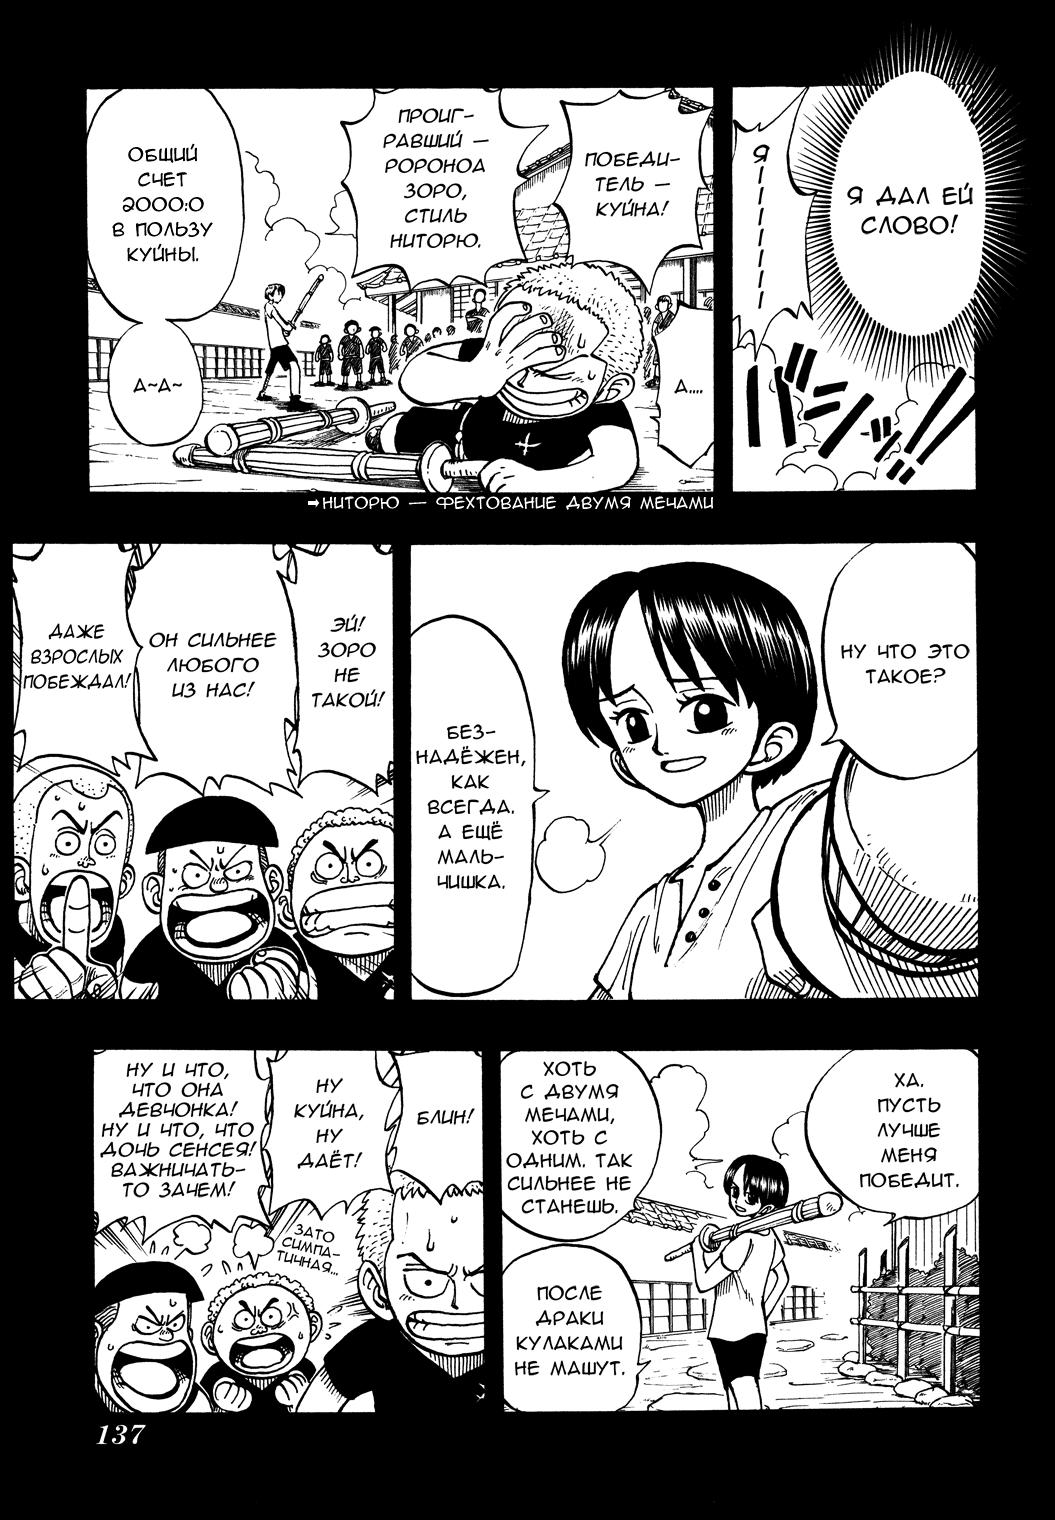 Я ДАЛ ЕЙ
СЛОВО!
Я
І
І
І
І
І
І
ПОБЕДИ-
ТЕЛЬ –
КУЙНА!
ПРОИГ-
РАВШИЙ –
РОРОНОА
ЗОРО,
СТИЛЬ
НИТОРЮ.
А....
ОБЩИЙ
СЧЕТ
2000:0
В ПОЛЬЗУ
КУЙНЫ.
А~А~
➡НИТОРЮ — ФЕХТОВАНИЕ ДВУМЯ МЕЧАМИ
НУ ЧТО ЭТО
ТАКОЕ?
БЕЗ-
НАДЁЖЕН,
КАК
ВСЕГДА.
А ЕЩЁ
МАЛЬ-
ЧИШКА.
ЭЙ!
ЗОРО
НЕ
ТАКОЙ!
ОН СИЛЬНЕЕ
ЛЮБОГО
ИЗ НАС!
ДАЖЕ
ВЗРОСЛЫХ
ПОБЕЖДАЛ!
ХА.
ПУСТЬ
ЛУЧШЕ
МЕНЯ
ПОБЕДИТ.
ХОТЬ
С ДВУМЯ
МЕЧАМИ,
ХОТЬ С
ОДНИМ. ТАК
СИЛЬНЕЕ НЕ
СТАНЕШЬ.
ПОСЛЕ
ДРАКИ
КУЛАКАМИ
НЕ МАШУТ.
БЛИН!
НУ
КУЙНА,
НУ
ДАЁТ!
НУ И ЧТО,
ЧТО ОНА
ДЕВЧОНКА!
НУ И ЧТО, ЧТО
ДОЧЬ СЕНСЕЯ!
ВАЖНИЧАТЬ-
ТО ЗАЧЕМ!
ЗАТО
СИМПА-
ТИЧНАЯ...
137